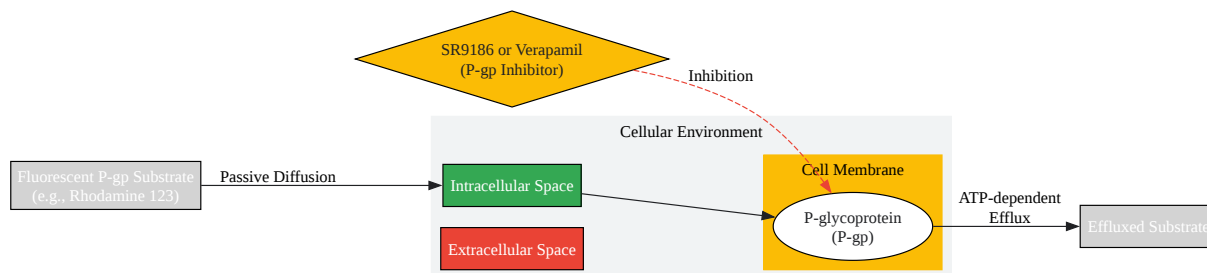 SR9186 or Verapamil
(P-gp Inhibitor)
Inhibition
Cellular Environment
Fluorescent P-gp Substrate
(e.g., Rhodamine 123)
Passive Diffusion
Intracellular Space
Extracellular Space
Cell Membrane
P-glycoprotein
(P-gp)
ATP-dependent
Efflux
Effluxed Substrate